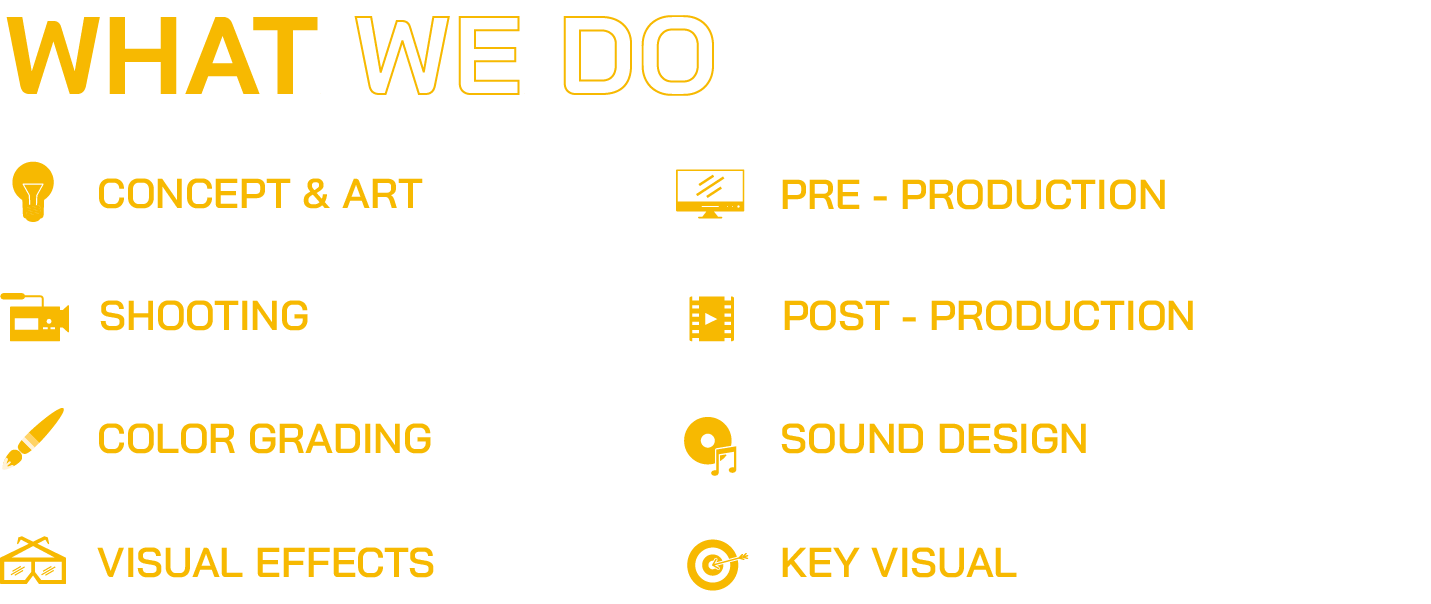 WHAT WE DO
CONCEPT & ART
PRE - PRODUCTION
SHOOTING
POST - PRODUCTION
COLOR GRADING
SOUND DESIGN
VISUAL EFFECTS
KEY VISUAL